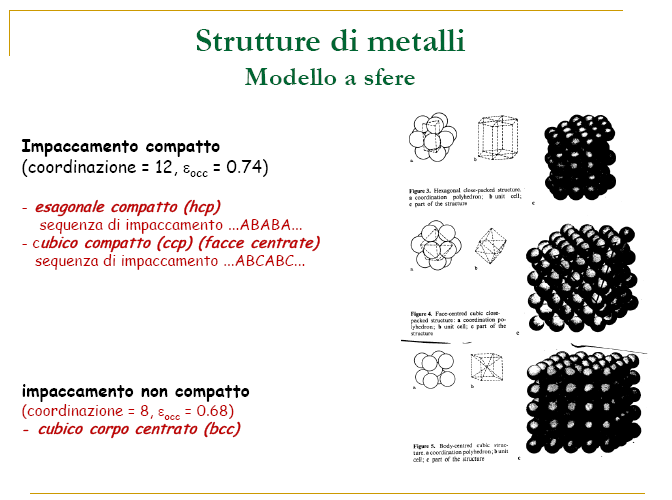 Strutture di metalli
Modello a sfere
Impaccamento compatto
(coordinazione = 12, εocc = 0.74)
- esagonale compatto (hcp)
sequenza di impaccamento ...ABABA...
- cubico compatto (ccp) (facce centrate)
sequenza di impaccamento ...ABCABC...
impaccamento non compatto
(coordinazione = 8, εocc = 0.68)
- cubico corpo centrato (bcc)
a
b
c
Figure 3. Hexagonal close-packed structure.
a coordination polyhedron; b unit cell;
c part of the structure
a
b
c
Figure 4. Face-centred cubic close-
packed structure: a coordination po-
lyhedron; b unit cell; c part of the
structure
a
b
c
Figure 5. Body-centred cubic struc-
ture. a coordination polyhedron; b unit
cell; c part of the structure